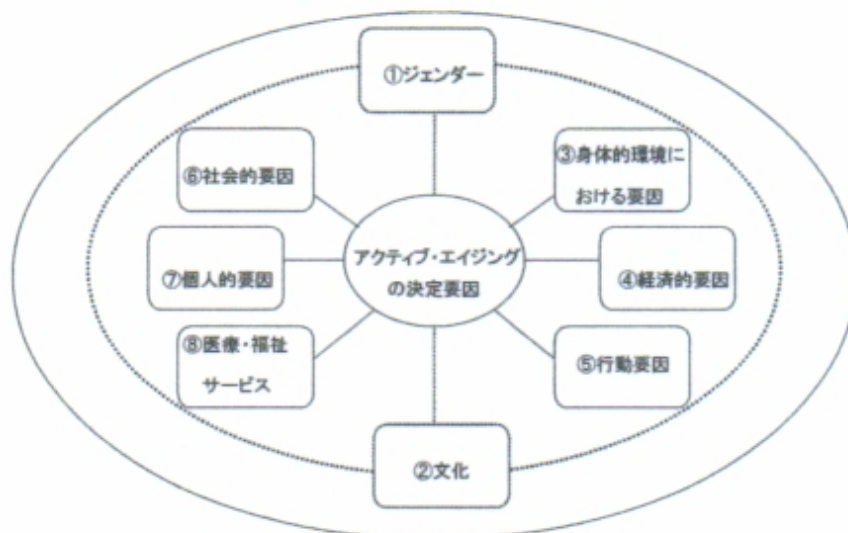 ①ジェンダー
⑥社会的要因
③身体的環境に
おける要因
アクティブ・エイジング
の決定要因
⑦個人的要因
④経済的要因
⑧医療・福祉
サービス
⑤行動要因
②文化